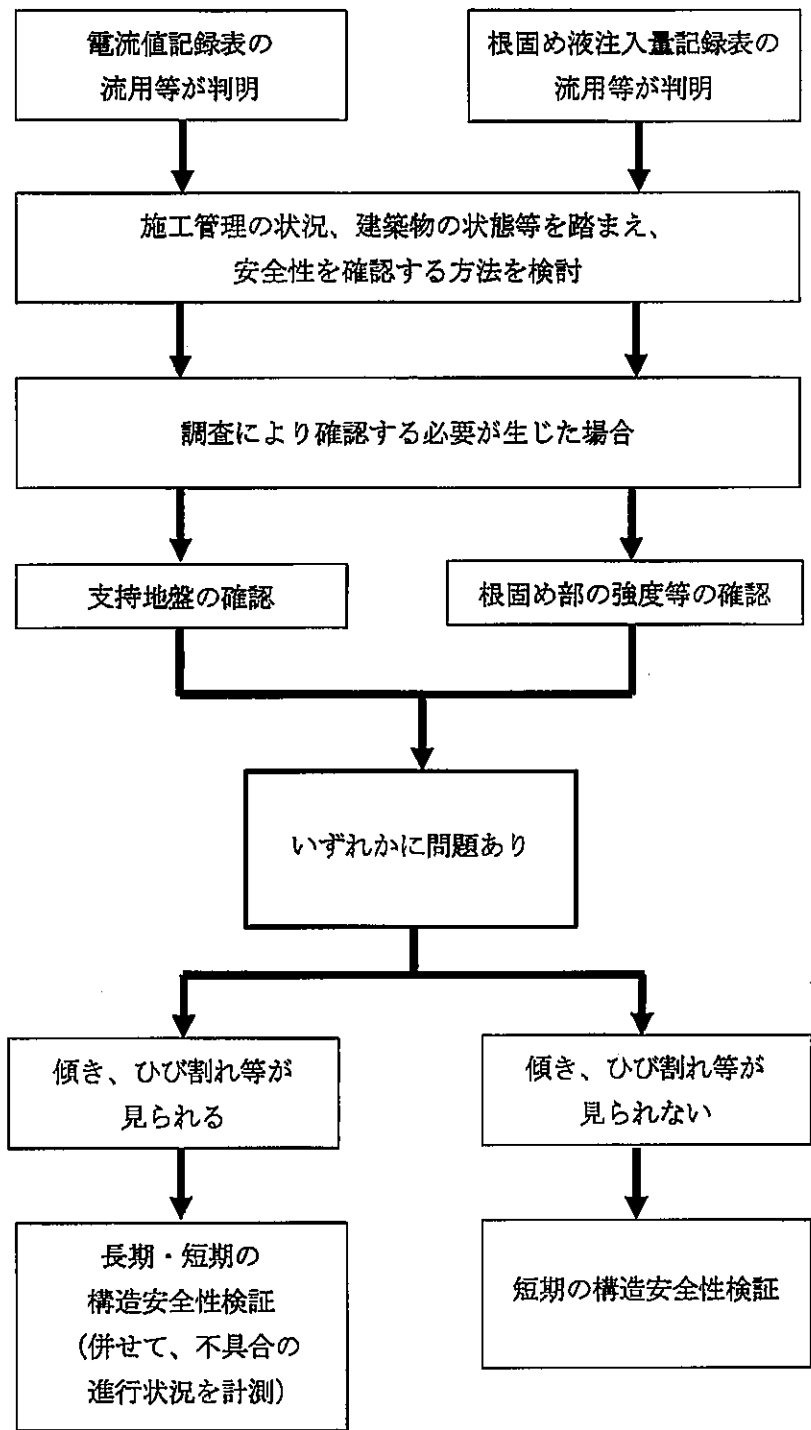 電流値記録表の
流用等が判明
根固め液注入量記録表の
流用等が判明
施工管理の状況、建築物の状態等を踏まえ、
安全性を確認する方法を検討
調査により確認する必要が生じた場合
支持地盤の確認
根固め部の強度等の確認
いずれかに問題あり
傾き、ひび割れ等が
見られる
傾き、ひび割れ等が
見られない
長期・短期の
構造安全性検証
(併せて、不具合の
進行状況を計測)
短期の構造安全性検証